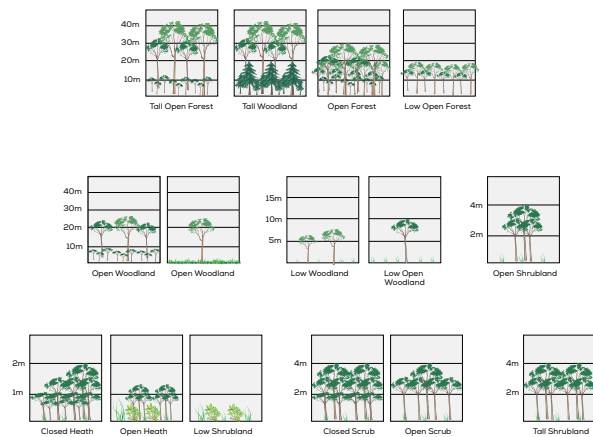 40m
30m
20m
10m
Tall Open Forest
Tall Woodland
Open Forest
Low Open Forest
40m
30m
20m
10m
Open Woodland
Open Woodland
15m
10m
5m
Low Woodland
Low Open
Woodland
4m
2m
Open Shrubland
2m
1m
Closed Heath
Open Heath
Low Shrubland
4m
2m
Closed Scrub
Open Scrub
4m
2m
Tall Shrubland